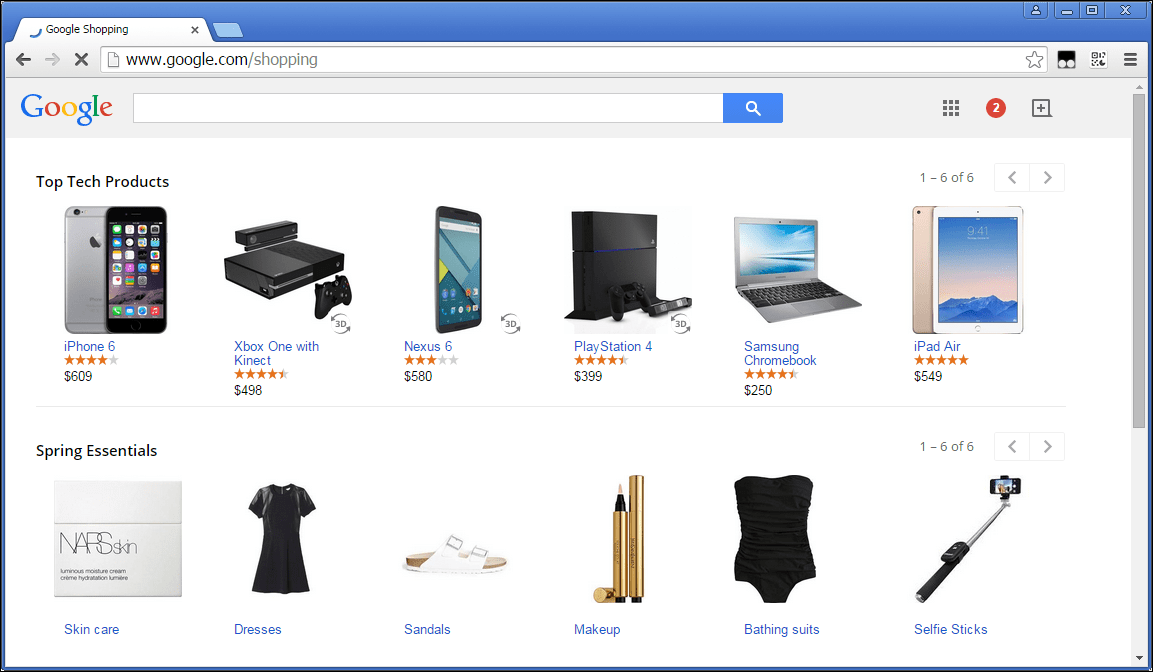 Google Shopping
www.google.com/shopping
Google
2
Top Tech Products
1 – 6 of 6
9:41
3D
3D
3D
iPhone 6
Xbox One with
Kinect
Nexus 6
PlayStation 4
Samsung
Chromebook
iPad Air
$609
$498
$580
$399
$250
$549
Spring Essentials
1 – 6 of 6
NARSskin
luminous moisture cream
crème hydratation lumière
Skin care
Dresses
Sandals
Makeup
Bathing suits
Selfie Sticks